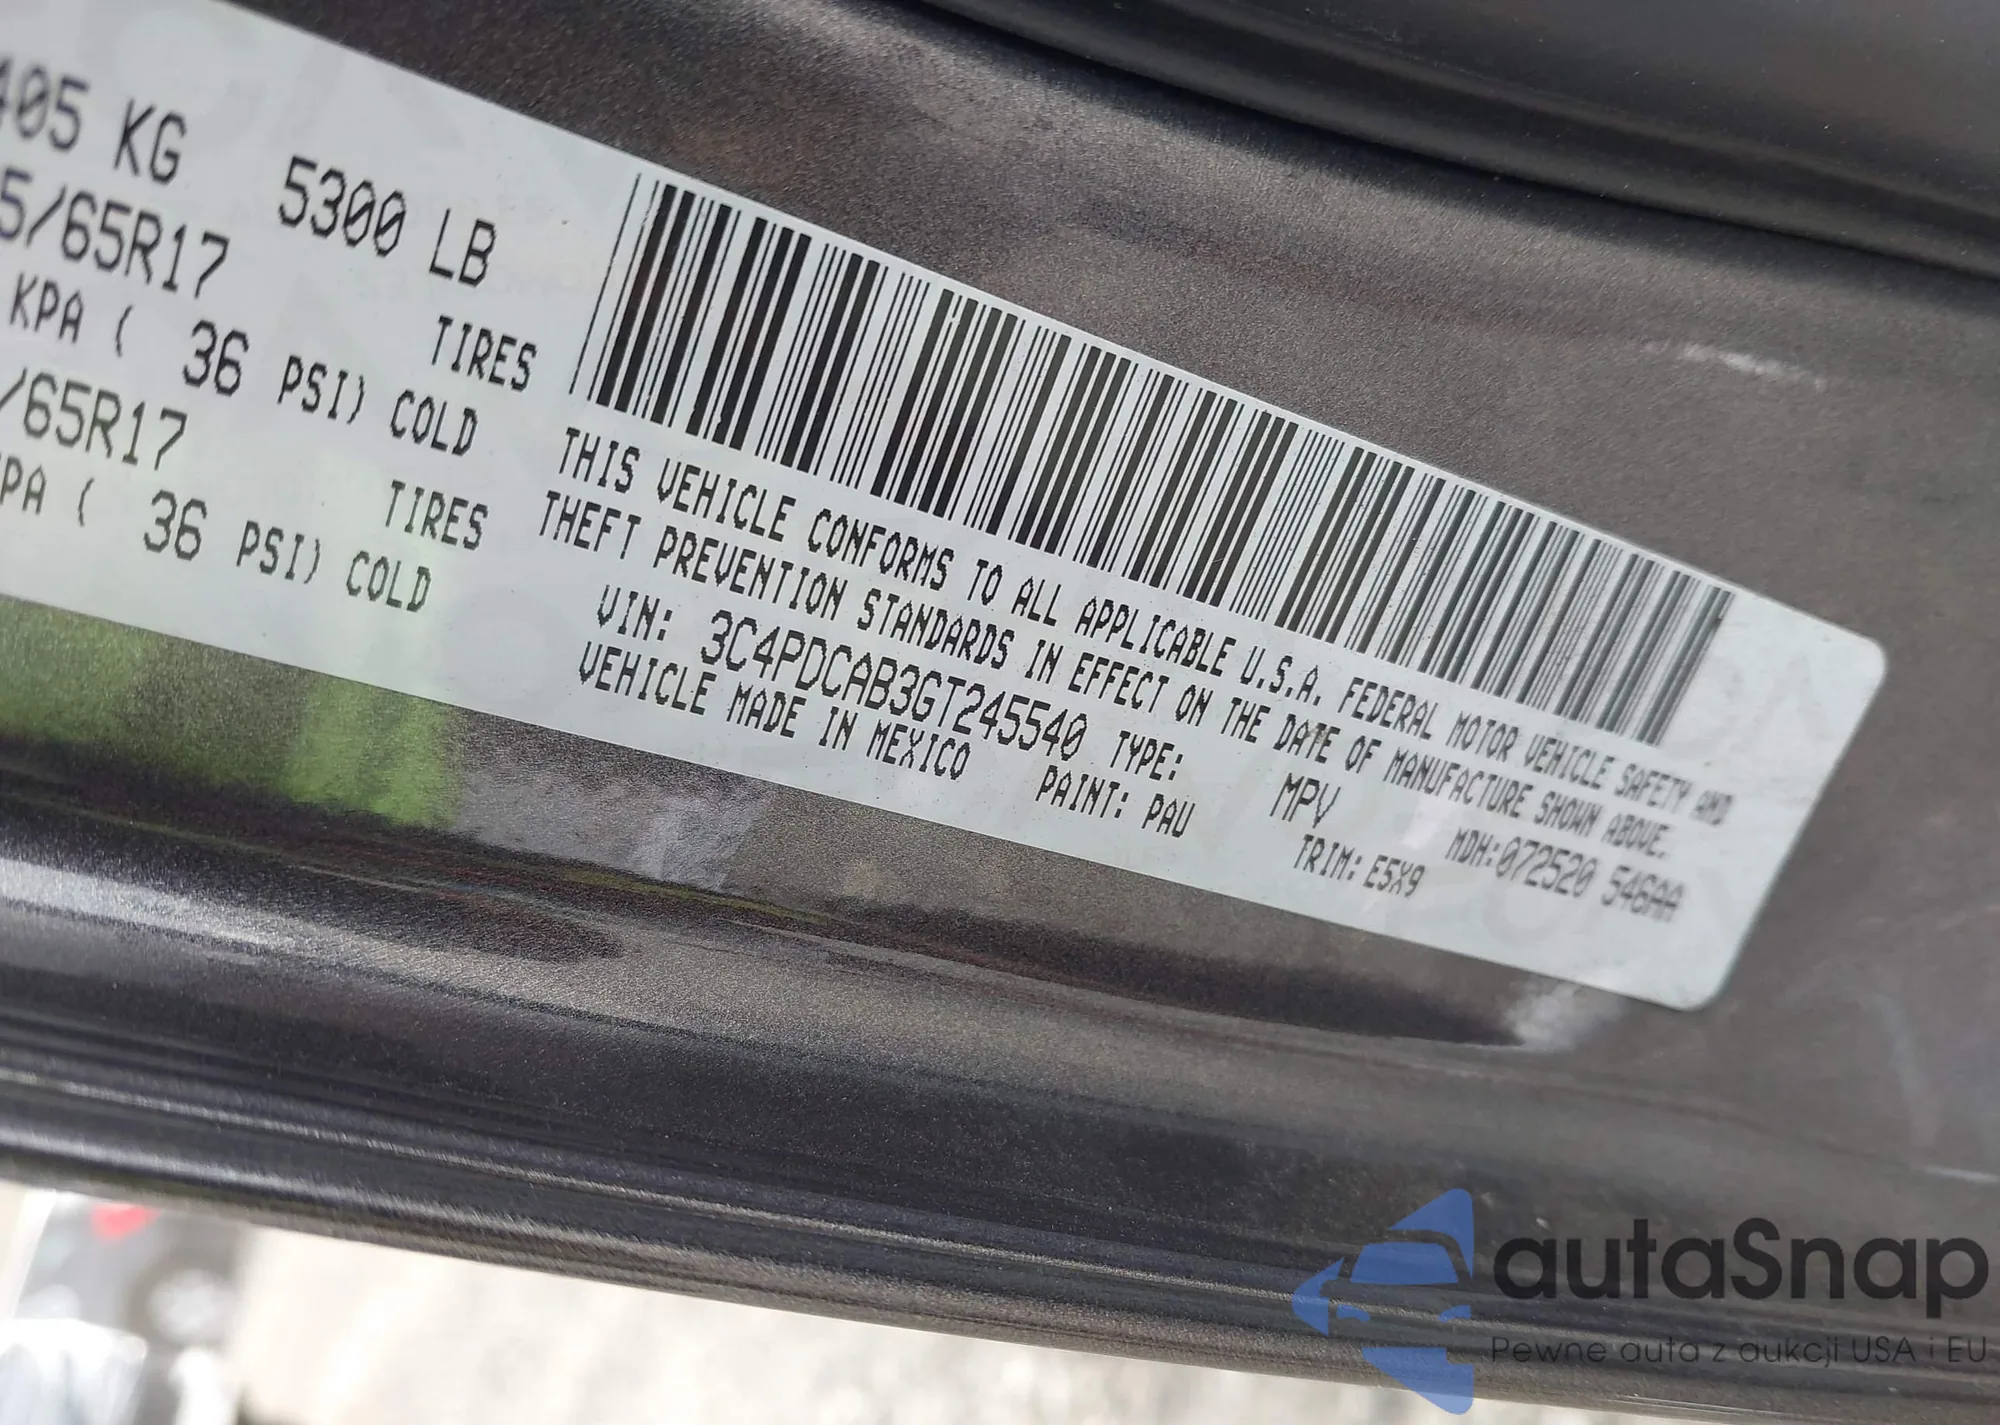 405 KG 5300 LB
5/65R17 TIRES
KPA ( 36 PSI) COLD
/65R17 TIRES
PA ( 36 PSI) COLD
THIS VEHICLE CONFORMS TO ALL APPLICABLE U.S.A. FEDERAL MOTOR VEHICLE SAFETY AND
THEFT PREVENTION STANDARDS IN EFFECT ON THE DATE OF MANUFACTURE SHOWN ABOVE.
VIN: 3C4PDCAB3GT245540 TYPE: MPV MDH:072520 546AA
VEHICLE MADE IN MEXICO PAINT: PAU TRIM: E5X9
autaSnap
Pewne auta z aukcji USA i EU